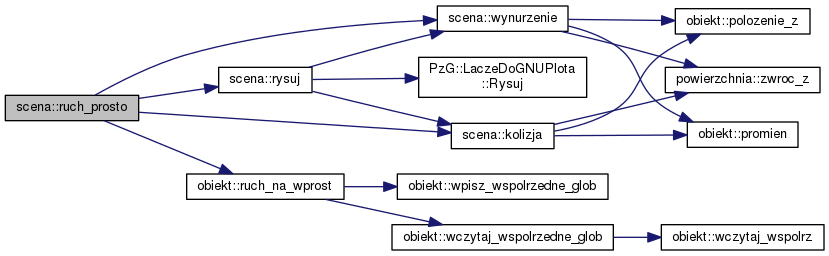 scena::ruch_prosto
scena::rysuj
obiekt::ruch_na_wprost
scena::wynurzenie
PzG::LaczeDoGNUPlota
::Rysuj
scena::kolizja
obiekt::wpisz_wspolrzedne_glob
obiekt::wczytaj_wspolrzedne_glob
obiekt::polozenie_z
powierzchnia::zwroc_z
obiekt::promien
obiekt::wczytaj_wspolrz